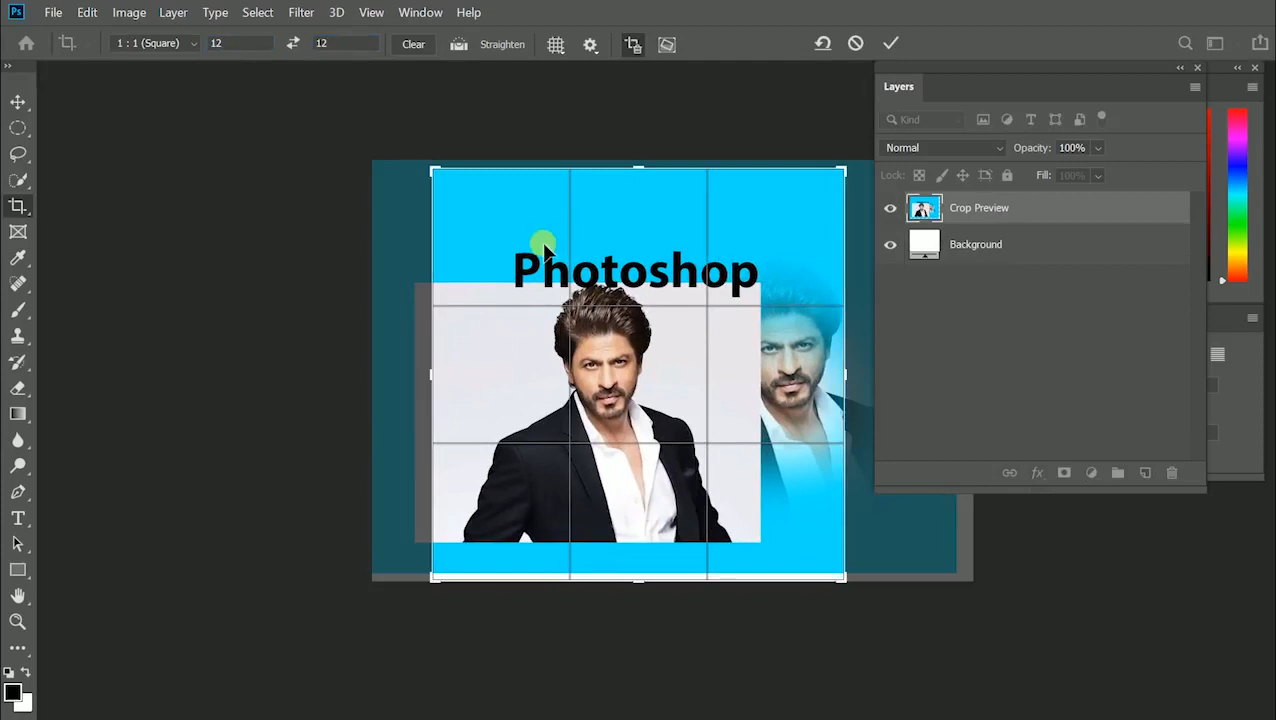 Ps File Edit Image Layer Type Select Filter 3D View Window Help
1 : 1 (Square) 12 12 Clear Straighten
Layers
Kind
Normal Opacity: 100%
Lock: Fill: 100%
Crop Preview
Background
Photoshop